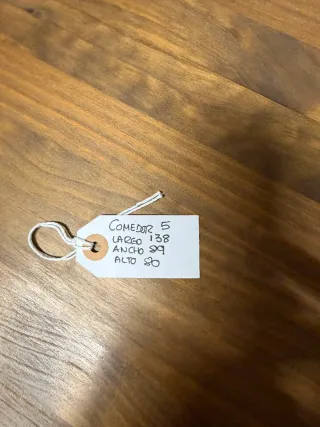 COMEDOR 5
LARGO 138
ANCHO 89
ALTO 80